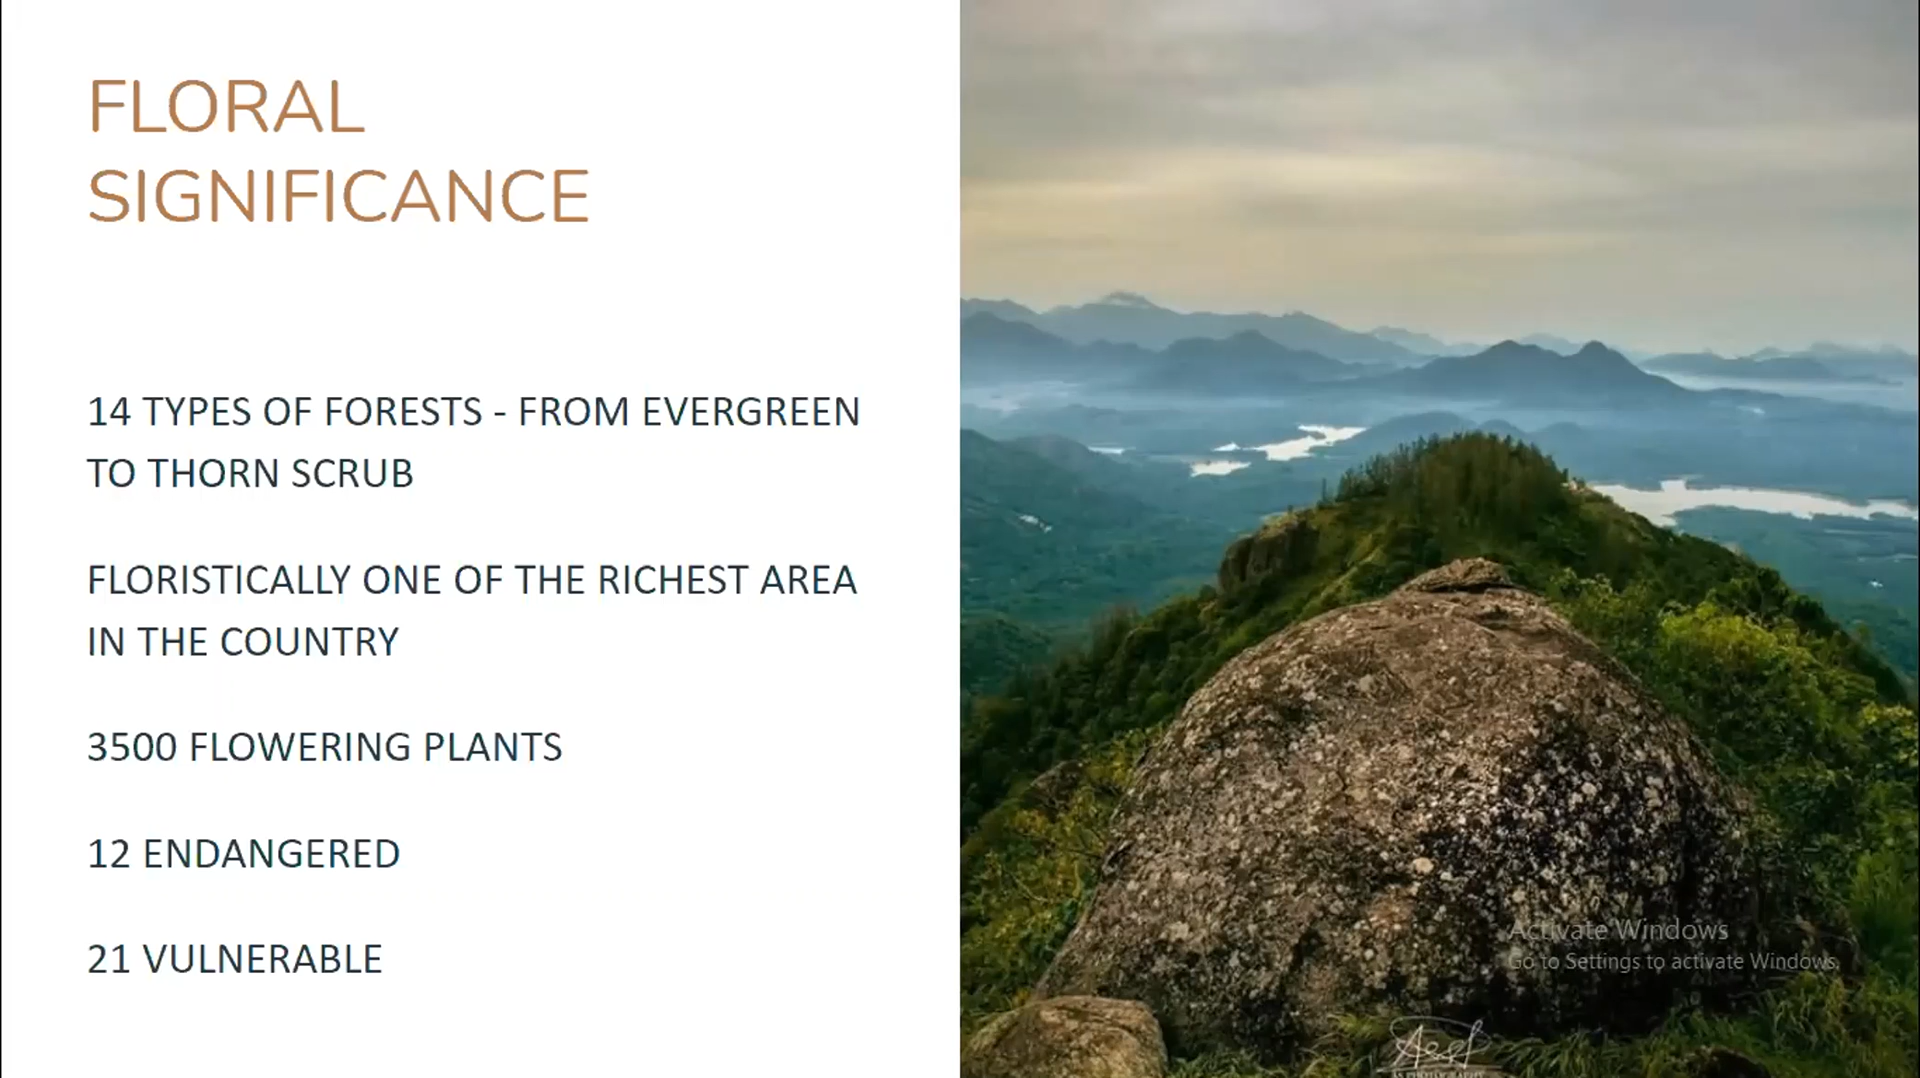 FLORAL
SIGNIFICANCE
14 TYPES OF FORESTS - FROM EVERGREEN
TO THORN SCRUB
FLORISTICALLY ONE OF THE RICHEST AREA
IN THE COUNTRY
3500 FLOWERING PLANTS
12 ENDANGERED
21 VULNERABLE
Activate Windows
Go to Settings to activate Windows.